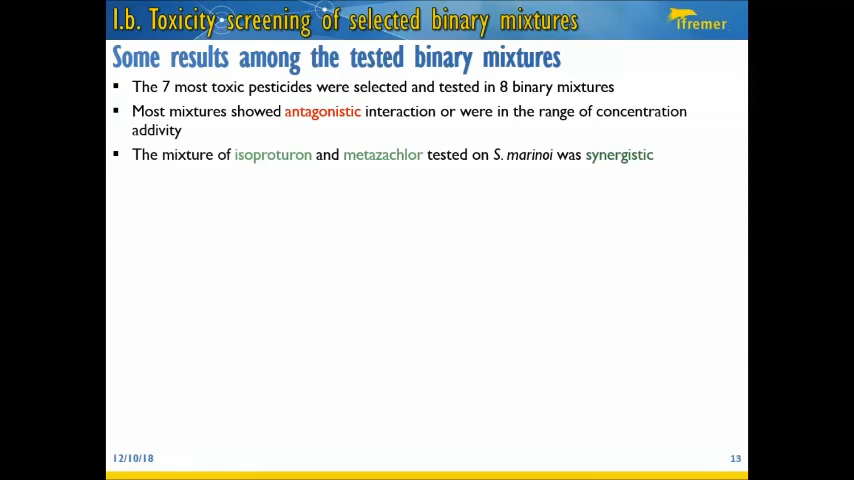 I.b. Toxicity screening of selected binary mixtures
ifremer
Some results among the tested binary mixtures
▪ The 7 most toxic pesticides were selected and tested in 8 binary mixtures
▪ Most mixtures showed antagonistic interaction or were in the range of concentration
addivity
▪ The mixture of isoproturon and metazachlor tested on S. marinoi was synergistic
12/10/18
13